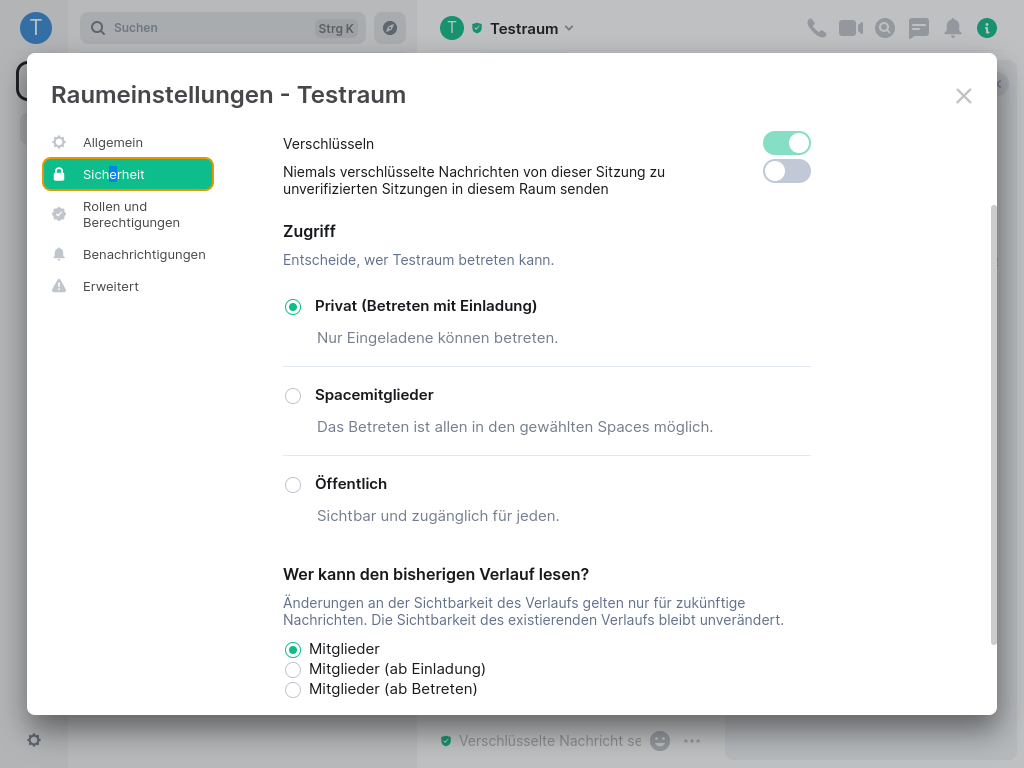 T
Suchen
Strg K
T
Testraum
Raumeinstellungen - Testraum
Allgemein
Sicherheit
Rollen und
Berechtigungen
Benachrichtigungen
Erweitert
Verschlüsseln
Niemals verschlüsselte Nachrichten von dieser Sitzung zu
unverifizierten Sitzungen in diesem Raum senden
Zugriff
Entscheide, wer Testraum betreten kann.
Privat (Betreten mit Einladung)
Nur Eingeladene können betreten.
Spacemitglieder
Das Betreten ist allen in den gewählten Spaces möglich.
Öffentlich
Sichtbar und zugänglich für jeden.
Wer kann den bisherigen Verlauf lesen?
Änderungen an der Sichtbarkeit des Verlaufs gelten nur für zukünftige
Nachrichten. Die Sichtbarkeit des existierenden Verlaufs bleibt unverändert.
Mitglieder
Mitglieder (ab Einladung)
Mitglieder (ab Betreten)
Verschlüsselte Nachricht se